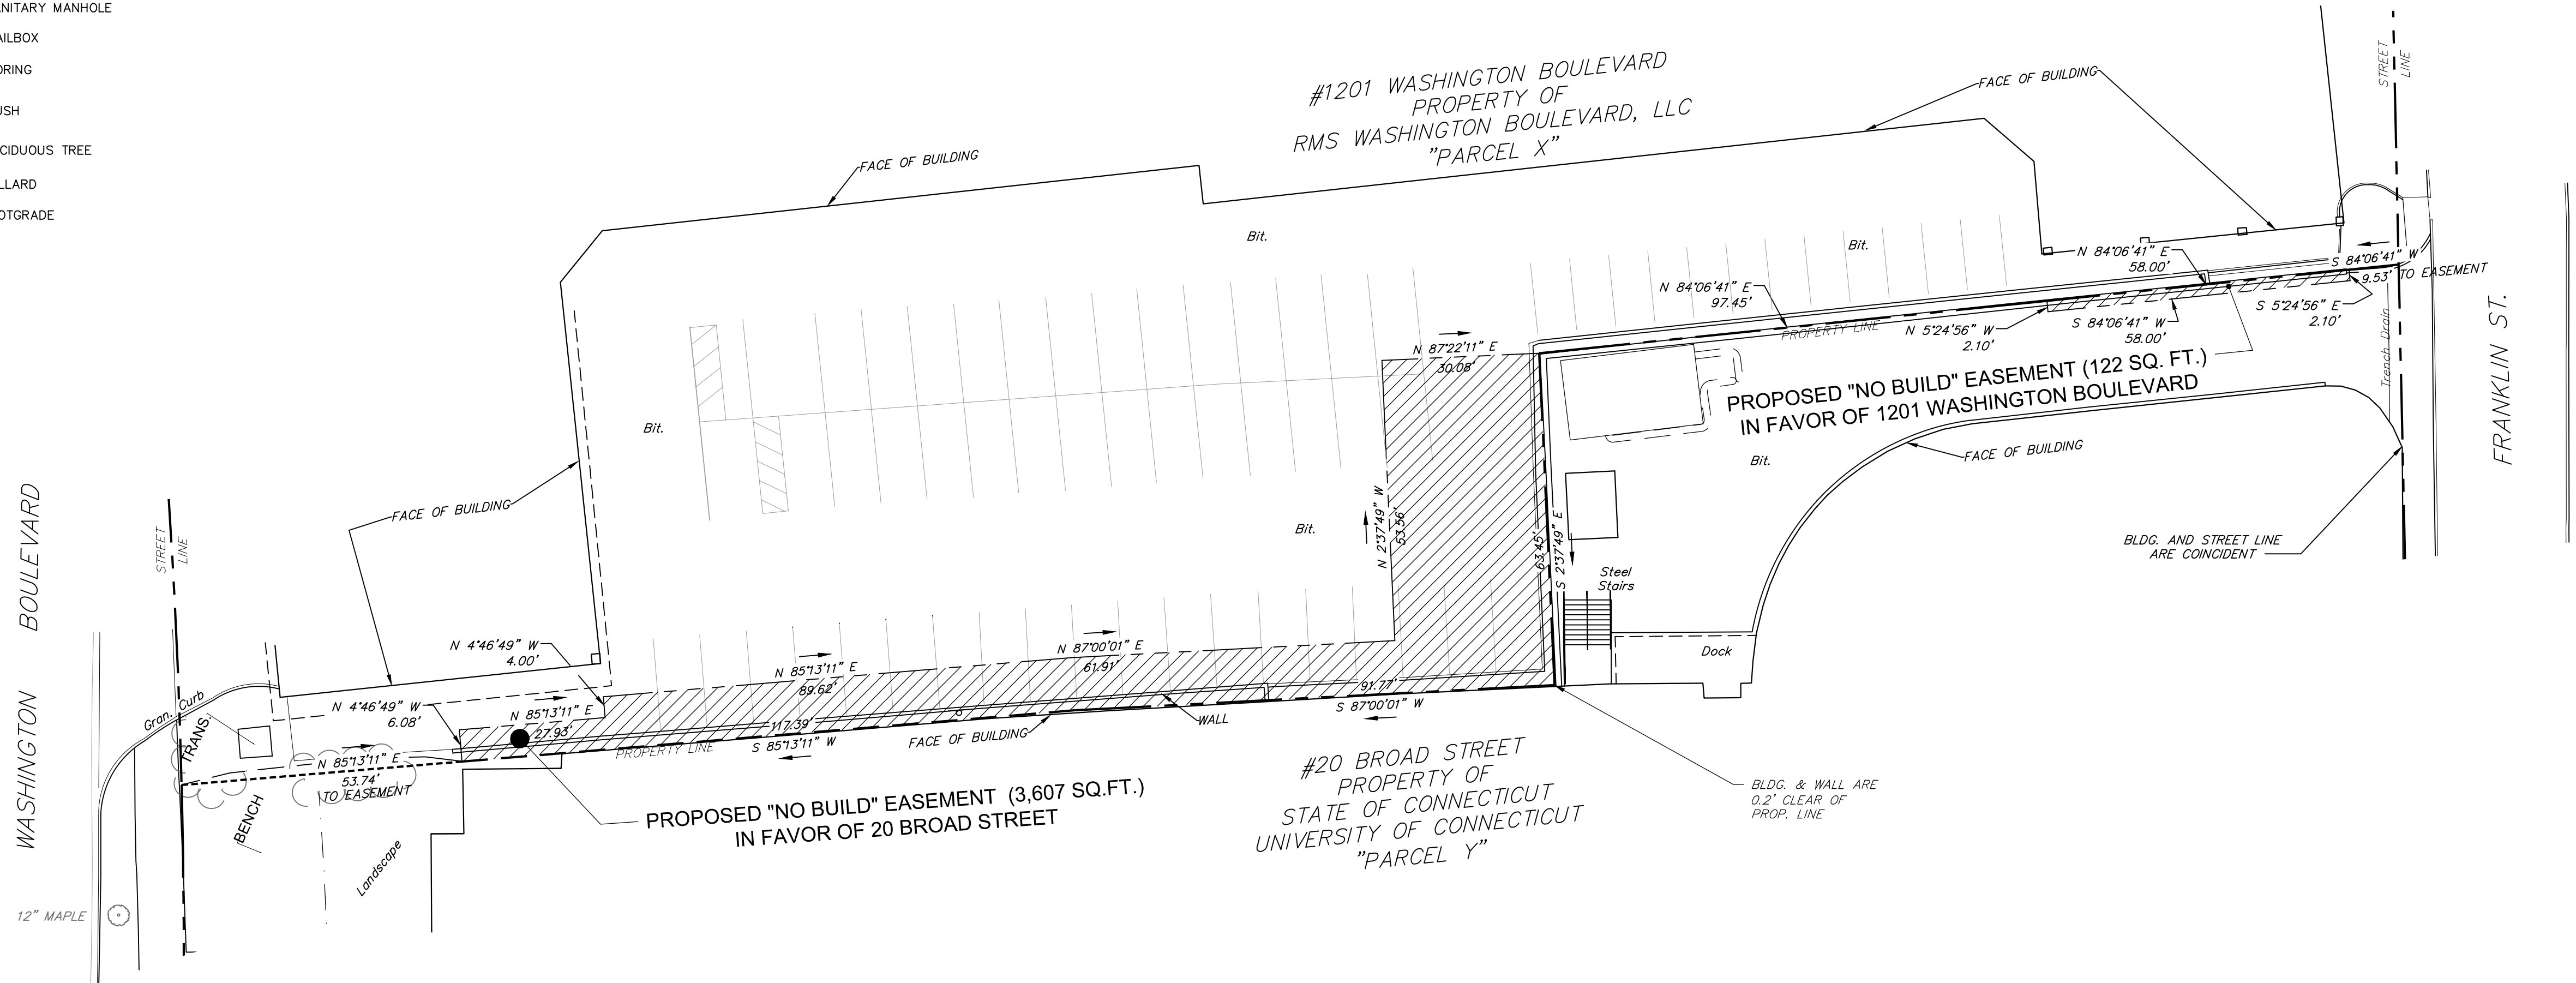 ANITARY MANHOLE
AILBOX
ORING
USH
CIDUOUS TREE
LLARD
OTGRADE
#1201 WASHINGTON BOULEVARD
PROPERTY OF
RMS WASHINGTON BOULEVARD, LLC
"PARCEL X"
FACE OF BUILDING
FACE OF BUILDING
STREET
LINE
Bit.
Bit.
N 84°06'41" E
58.00'
S 84°06'41" W
9.53' TO EASEMENT
S 5°24'56" E
2.10'
N 84°06'41" E
97.45'
PROPERTY LINE
N 5°24'56" W
2.10'
S 84°06'41" W
58.00'
Trench Drain
FRANKLIN ST.
N 87°22'11" E
30.08'
PROPOSED "NO BUILD" EASEMENT (122 SQ. FT.)
IN FAVOR OF 1201 WASHINGTON BOULEVARD
FACE OF BUILDING
Bit.
Bit.
Bit.
FACE OF BUILDING
STREET
LINE
WASHINGTON BOULEVARD
N 2°37'49" W
53.56'
63.45'
S 2°37'49" E
Steel
Stairs
Dock
BLDG. AND STREET LINE
ARE COINCIDENT
N 4°46'49" W
4.00'
N 85°13'11" E
89.62'
N 87°00'01" E
61.91'
Gran. Curb
TRANS.
N 4°46'49" W
6.08'
N 85°13'11" E
27.93'
117.39'
S 85°13'11" W
PROPERTY LINE
FACE OF BUILDING
WALL
91.77'
S 87°00'01" W
N 85°13'11" E
53.74'
TO EASEMENT
BENCH
Landscape
12" MAPLE
PROPOSED "NO BUILD" EASEMENT (3,607 SQ.FT.)
IN FAVOR OF 20 BROAD STREET
#20 BROAD STREET
PROPERTY OF
STATE OF CONNECTICUT
UNIVERSITY OF CONNECTICUT
"PARCEL Y"
BLDG. & WALL ARE
0.2' CLEAR OF
PROP. LINE